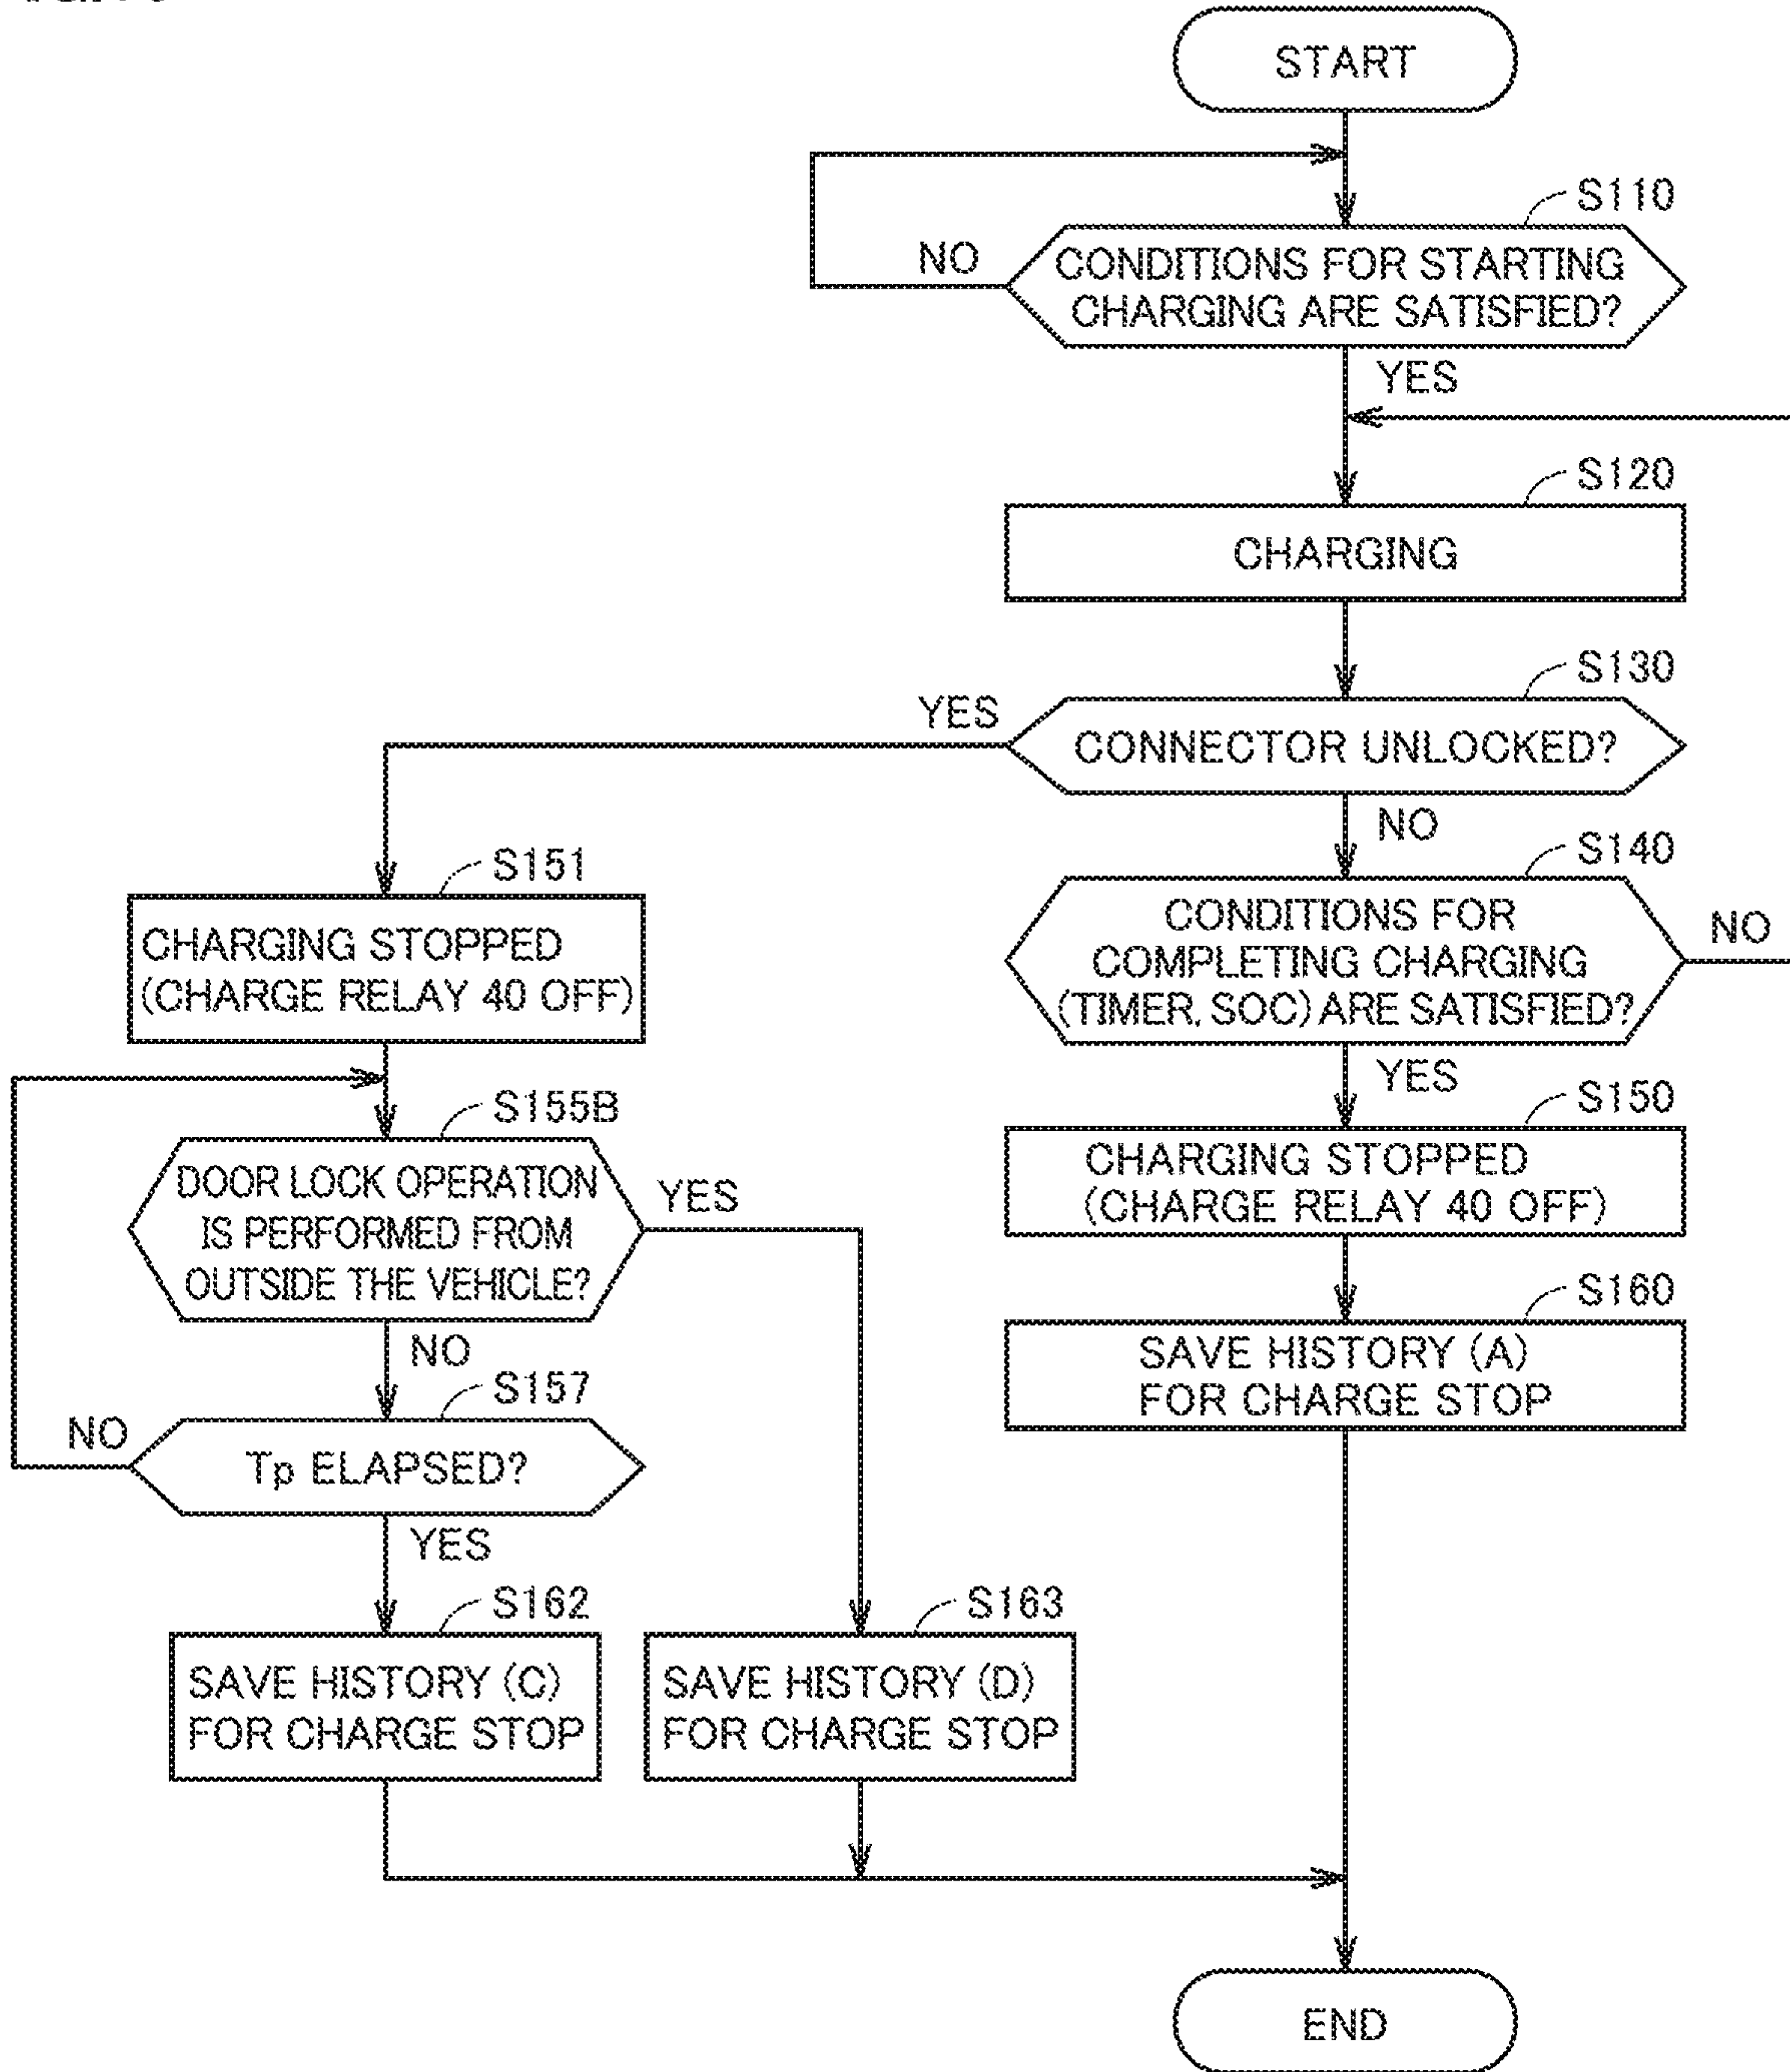 START
S110
NO
CONDITIONS FOR STARTING
CHARGING ARE SATISFIED?
YES
S120
CHARGING
S130
YES
CONNECTOR UNLOCKED?
NO
S140
CONDITIONS FOR
COMPLETING CHARGING
(TIMER, SOC) ARE SATISFIED?
NO
YES
S150
CHARGING STOPPED
(CHARGE RELAY 40 OFF)
S160
SAVE HISTORY (A)
FOR CHARGE STOP
S151
CHARGING STOPPED
(CHARGE RELAY 40 OFF)
S155B
DOOR LOCK OPERATION
IS PERFORMED FROM
OUTSIDE THE VEHICLE?
YES
NO
S157
NO
Tp ELAPSED?
YES
S162
SAVE HISTORY (C)
FOR CHARGE STOP
S163
SAVE HISTORY (D)
FOR CHARGE STOP
END